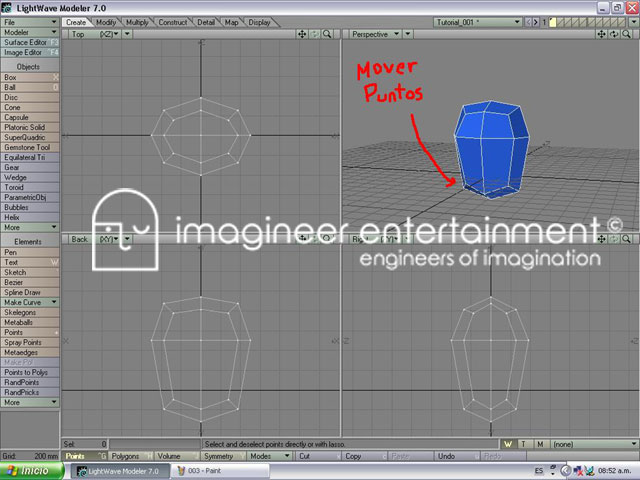 LightWave Modeler 7.0
File
Create Modify Multiply Construct Detail Map Display
Tutorial_001 *
1
Modeler
Surface Editor F5
Image Editor F4
Objects
Box X
Ball O
Disc
Cone
Capsule
Platonic Solid
SuperQuadric
Gemstone Tool
Equilateral Tri
Gear
Wedge
Toroid
ParametricObj
Bubbles
Helix
More
Elements
Pen
Text W
Sketch
Bezier
Spline Draw
Make Curve
Skelegons
Metaballs
Points +
Spray Points
Metaedges
Make Pol
Points to Polys
RandPoints
RandPricks
More
Top (XZ)
Perspective
Mover
Puntos
imagineer entertainment©
engineers of imagination
Back (XY)
Sel: 0
Select and deselect points directly or with lasso.
W T M (none)
Grid: 200 mm
Points ^G Polygons ^H Volume ^J Symmetry Y Modes Cut Copy Paste Undo Redo
Inicio
LightWave Modeler 7.0
003 - Paint
ES
08:52 a.m.